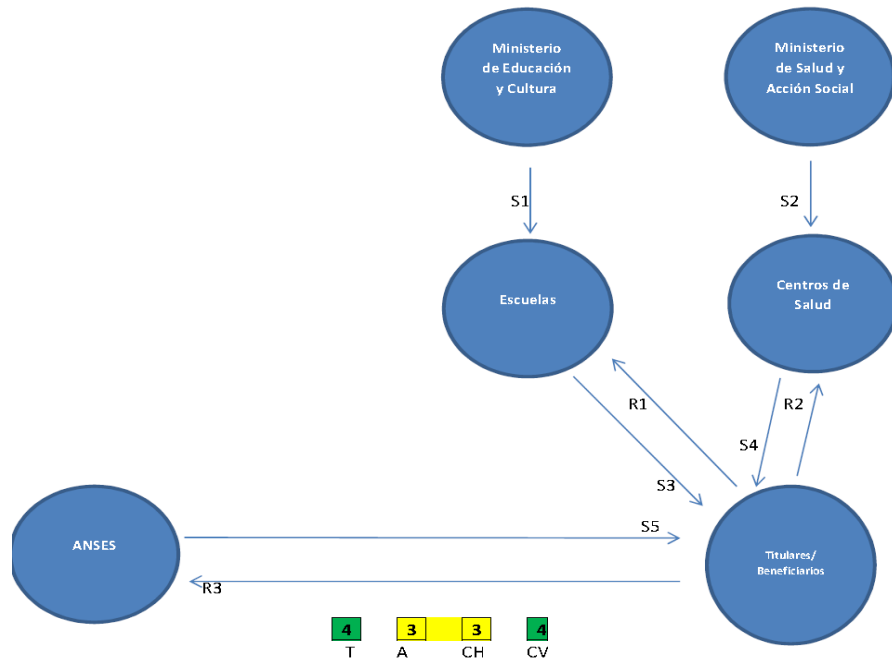 Ministerio
de Educación
y Cultura
Ministerio
de Salud y
Acción Social
S1
S2
Escuelas
Centros de
Salud
R1
R2
S4
S3
ANSES
S5
Titulares/
Beneficiarios
R3
4 3 3 4
T A CH CV